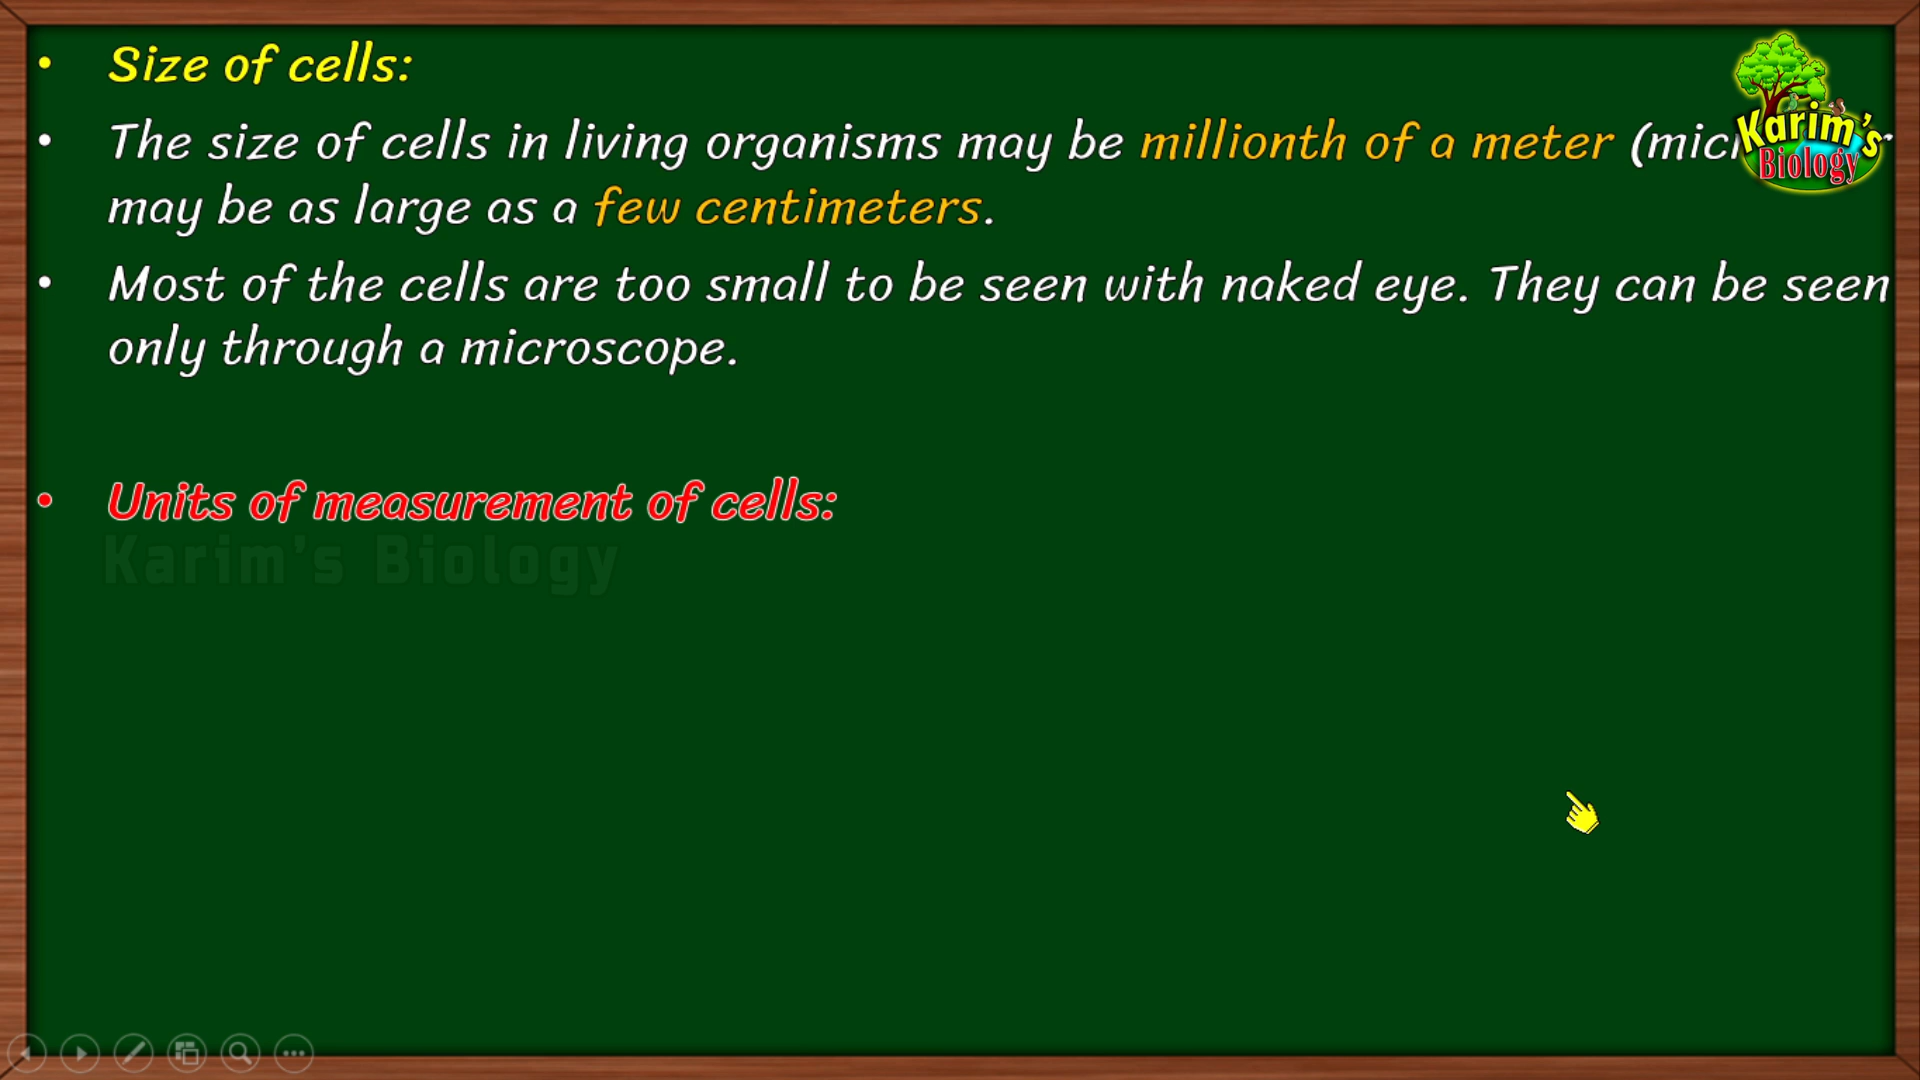 • Size of cells:
• The size of cells in living organisms may be millionth of a meter
may be as large as a few centimeters.
• Most of the cells are too small to be seen with naked eye. They can be seen
only through a microscope.
• Units of measurement of cells:
Karim's Biology
Karim's
Biology